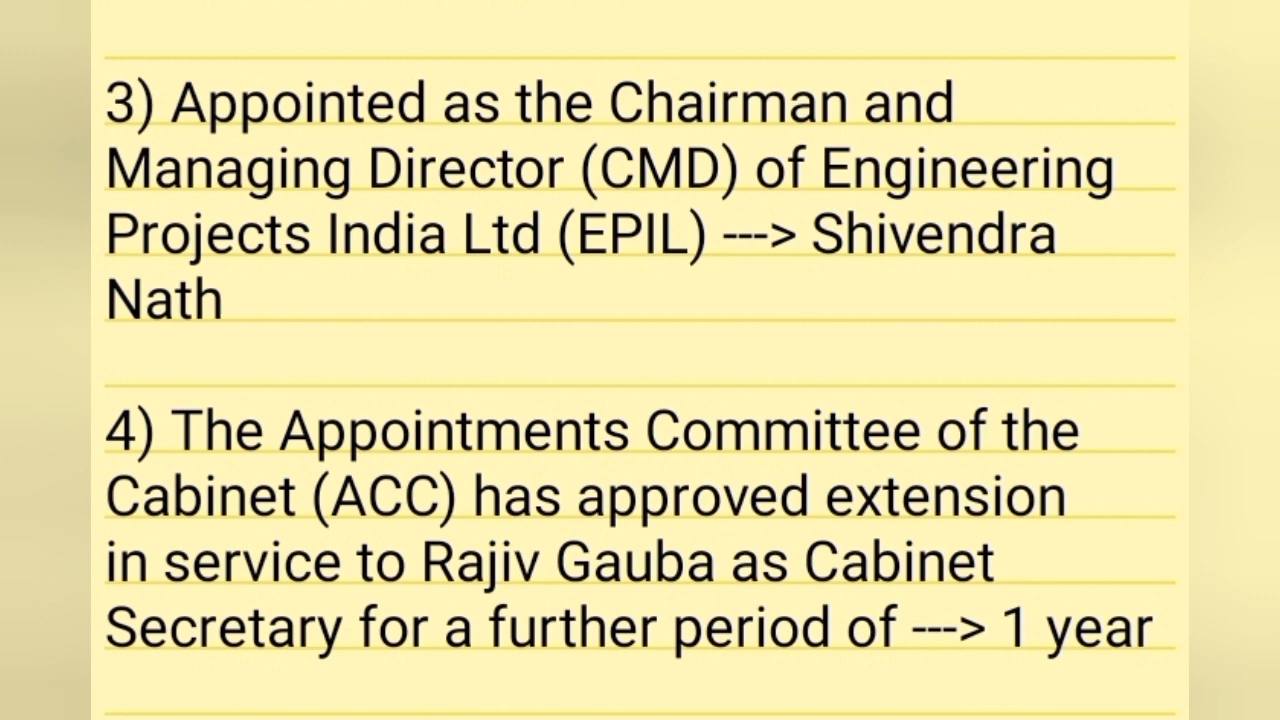 3) Appointed as the Chairman and
Managing Director (CMD) of Engineering
Projects India Ltd (EPIL) ---> Shivendra
Nath
4) The Appointments Committee of the
Cabinet (ACC) has approved extension
in service to Rajiv Gauba as Cabinet
Secretary for a further period of ---> 1 year